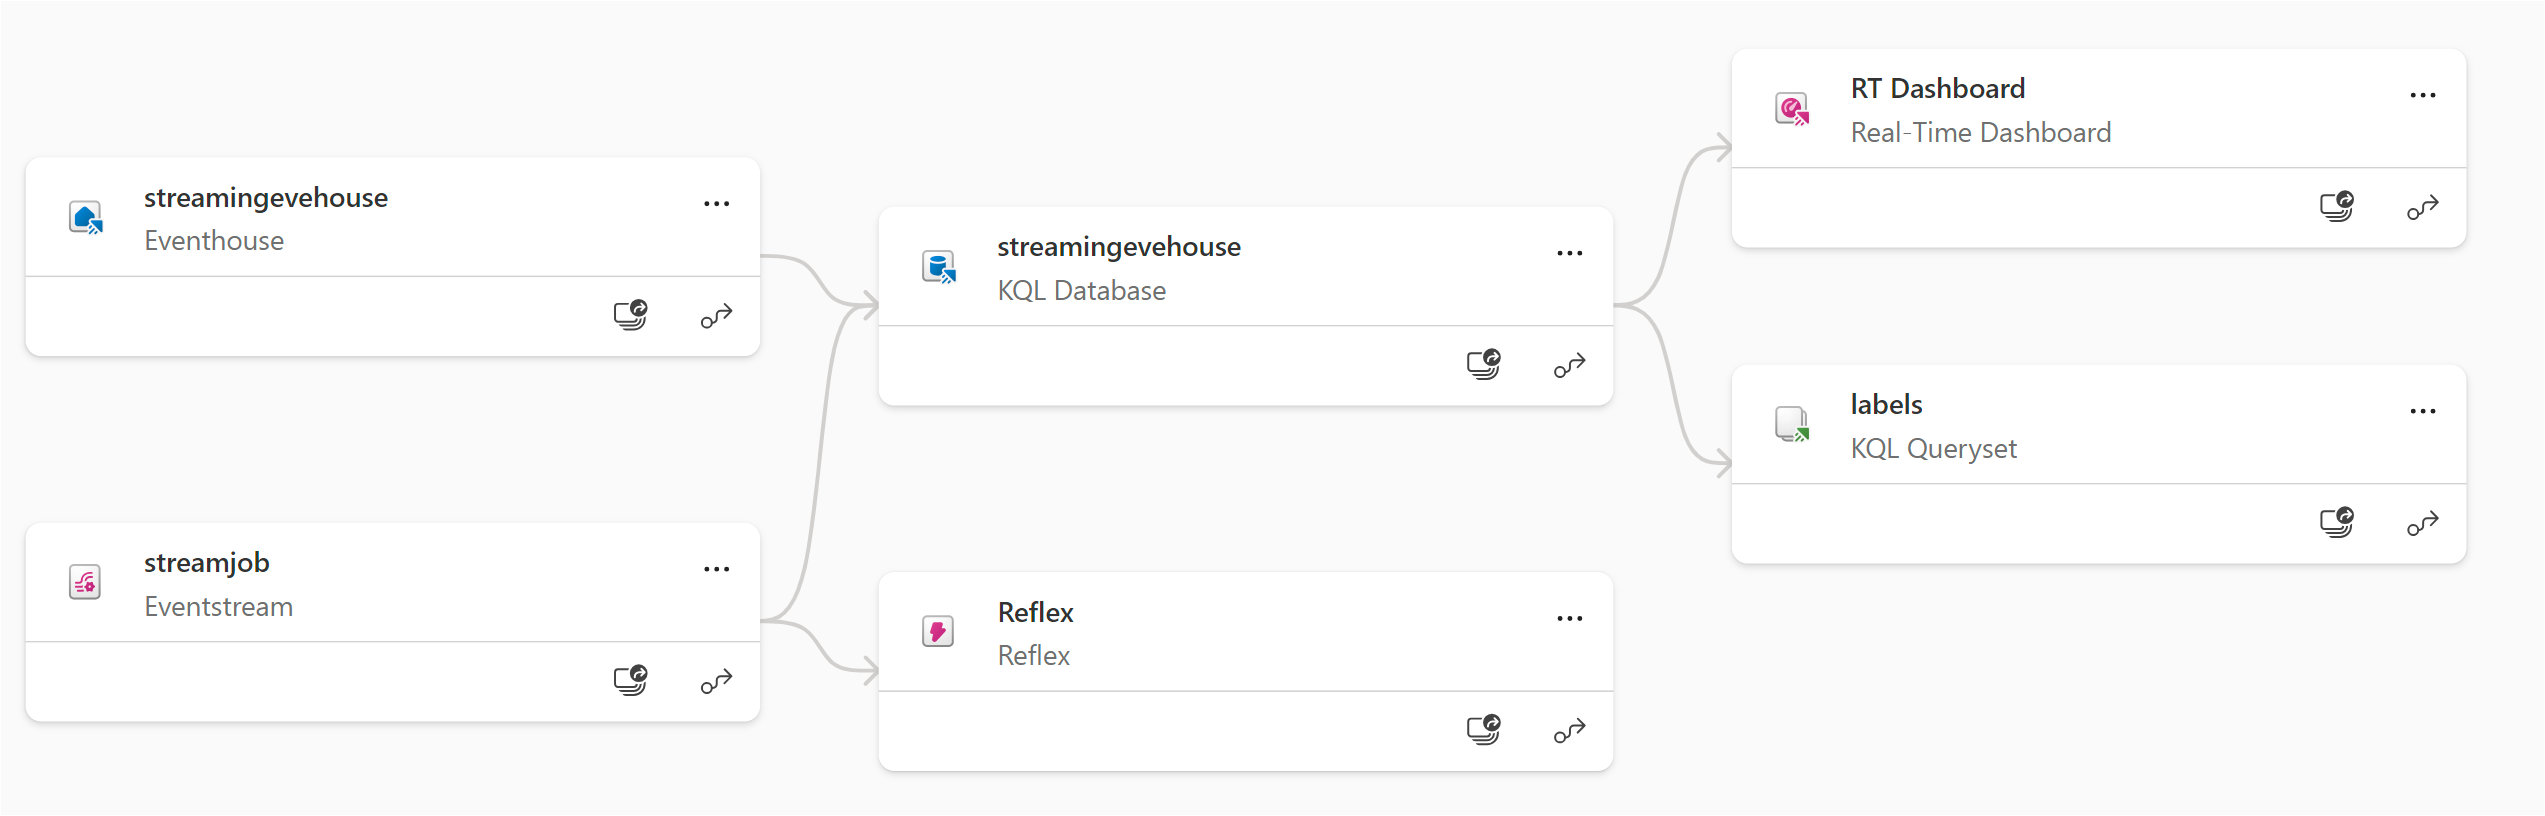 streamingevehouse
Eventhouse
streamjob
Eventstream
streamingevehouse
KQL Database
Reflex
Reflex
RT Dashboard
Real-Time Dashboard
labels
KQL Queryset